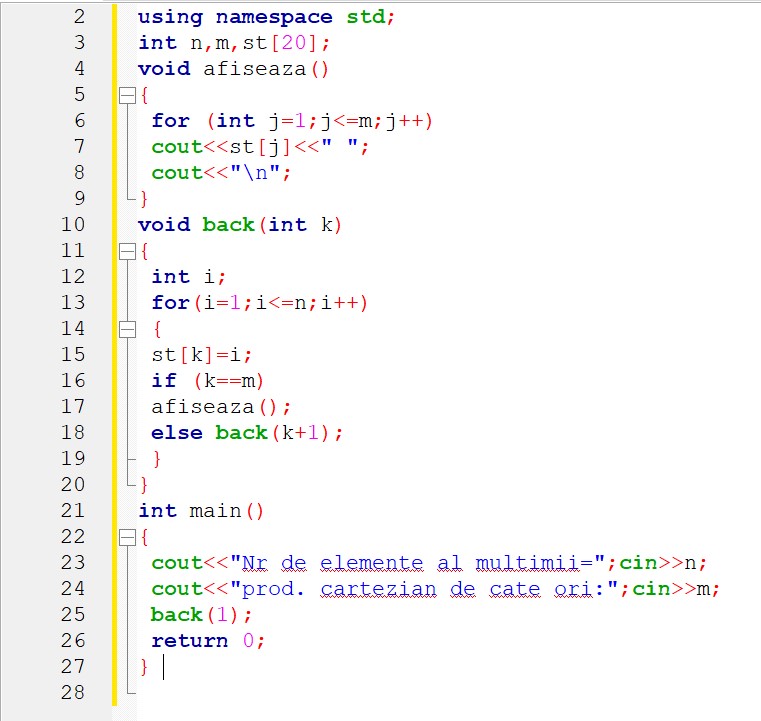 2 using namespace std;
3 int n,m,st[20];
4 void afiseaza()
5 {
6 for (int j=1;j<=m;j++)
7 cout<<st[j]<<" ";
8 cout<<"\n";
9 }
10 void back(int k)
11 {
12 int i;
13 for(i=1;i<=n;i++)
14 {
15 st[k]=i;
16 if (k==m)
17 afiseaza();
18 else back(k+1);
19 }
20 }
21 int main()
22 {
23 cout<<"Nr de elemente al multimii=";cin>>n;
24 cout<<"prod. cartezian de cate ori:";cin>>m;
25 back(1);
26 return 0;
27 }
28